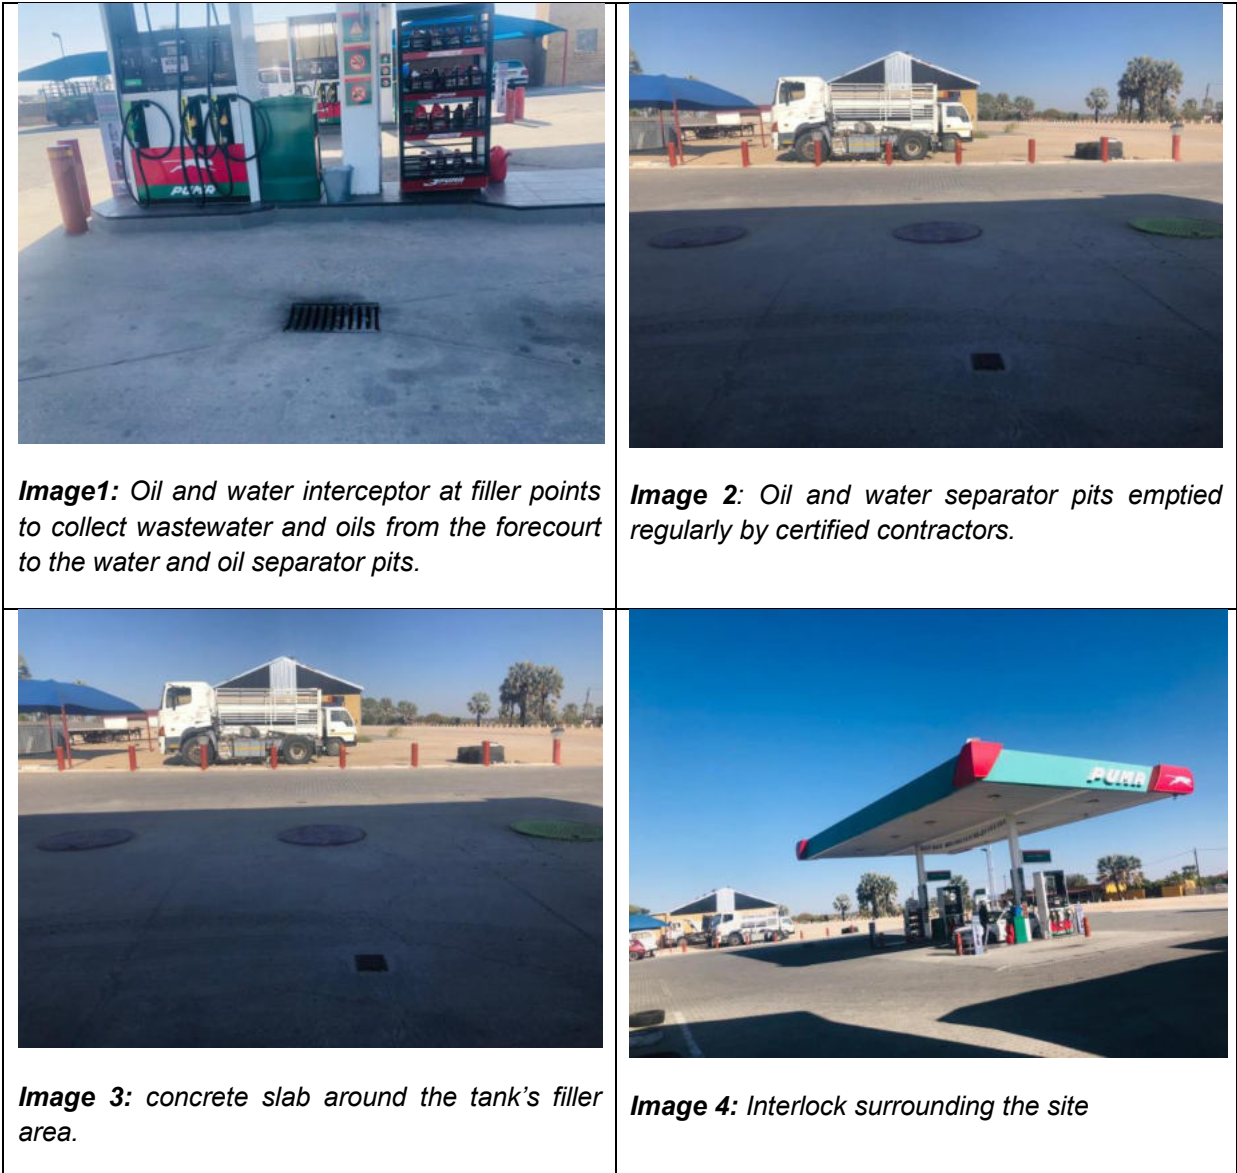 PUMA
PUMA
Image1: Oil and water interceptor at filler points
to collect wastewater and oils from the forecourt
to the water and oil separator pits.
Image 2: Oil and water separator pits emptied
regularly by certified contractors.
PUMA
Image 3: concrete slab around the tank’s filler
area.
Image 4: Interlock surrounding the site